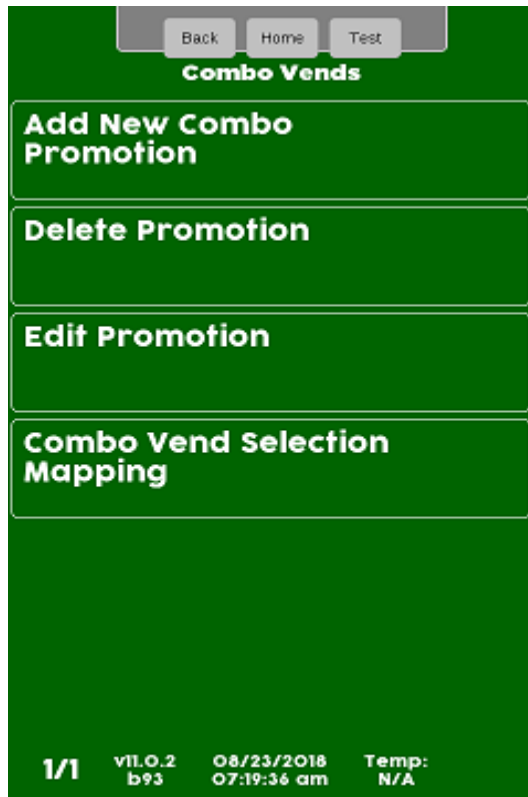 Back Home Test
Combo Vends
Add New Combo
Promotion
Delete Promotion
Edit Promotion
Combo Vend Selection
Mapping
1/1 v11.0.2 08/23/2018 Temp:
b93 07:19:36 am N/A